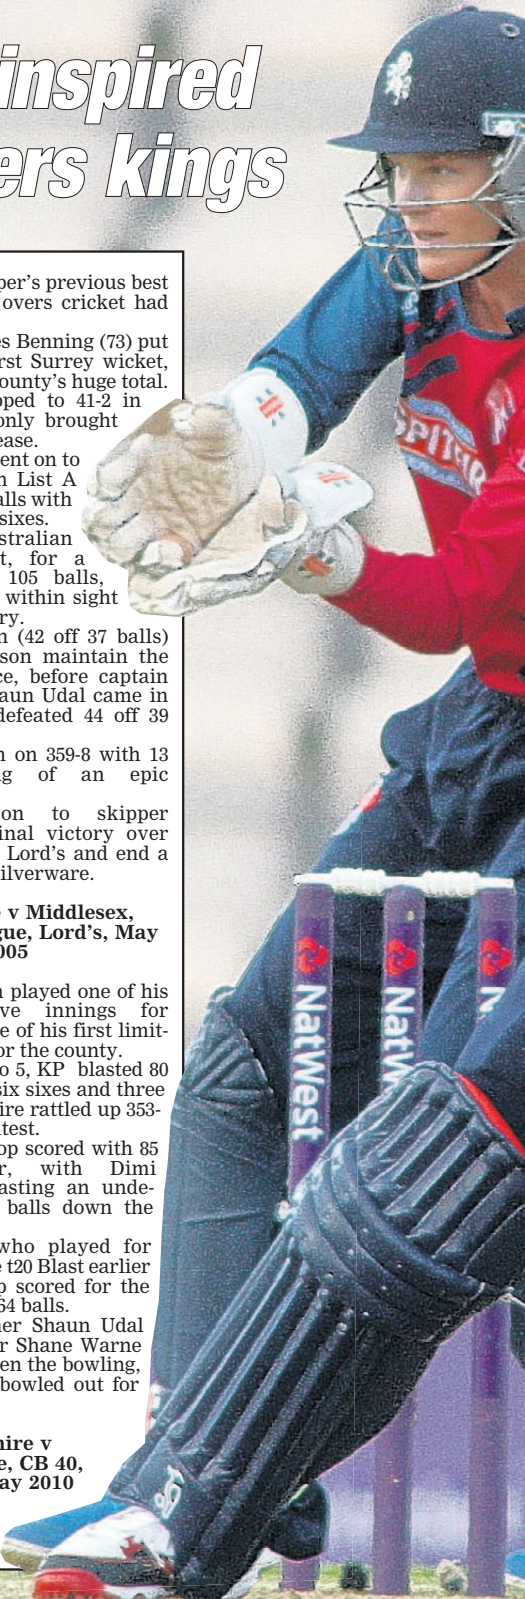 inspired
ers kings
per's previous best
overs cricket had
es Benning (73) put
rst Surrey wicket,
ounty's huge total.
pped to 41-2 in
only brought
ease.
ent on to
n List A
alls with
sixes.
stralian
t, for a
105 balls,
within sight
ry.
n (42 off 37 balls)
son maintain the
ce, before captain
aun Udal came in
defeated 44 off 39
n on 359-8 with 13
ng of an epic
on to skipper
inal victory over
Lord's and end a
ilverware.
e v Middlesex,
gue, Lord's, May
005
n played one of his
ve innings for
e of his first limit-
or the county.
o 5, KP blasted 80
six sixes and three
ire rattled up 353-
test.
op scored with 85
r, with Dimi
asting an unde-
balls down the
who played for
e t20 Blast earlier
p scored for the
64 balls.
ner Shaun Udal
r Shane Warne
en the bowling,
bowled out for
hire v
e, CB 40,
ay 2010
SPITFIR
NatWest
NatW
N